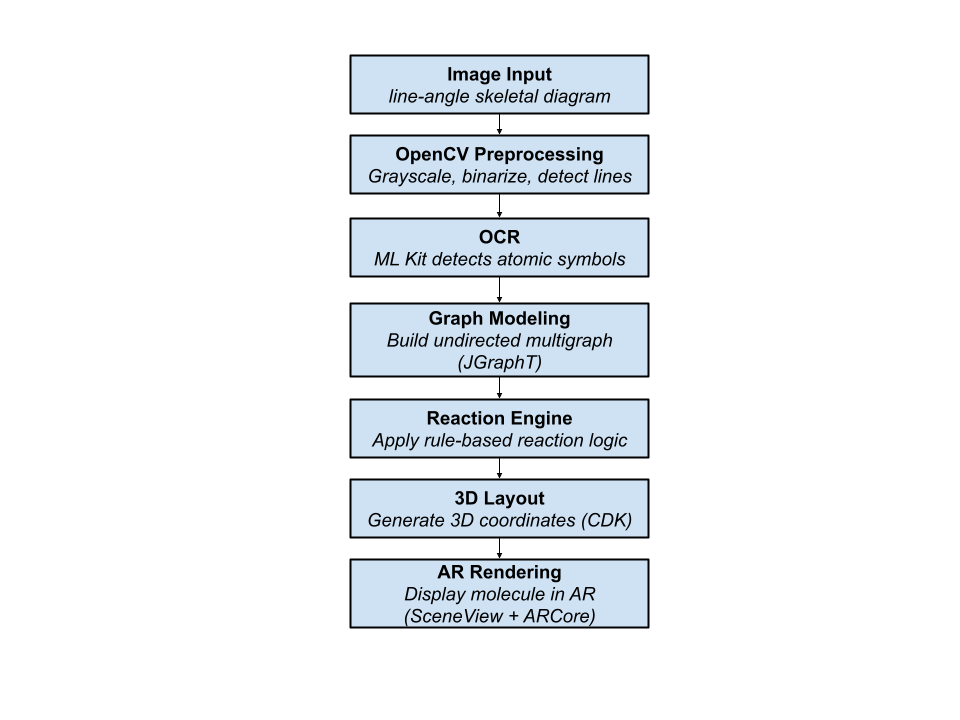 Image Input
line-angle skeletal diagram
OpenCV Preprocessing
Grayscale, binarize, detect lines
OCR
ML Kit detects atomic symbols
Graph Modeling
Build undirected multigraph
(JGraphT)
Reaction Engine
Apply rule-based reaction logic
3D Layout
Generate 3D coordinates (CDK)
AR Rendering
Display molecule in AR
(SceneView + ARCore)